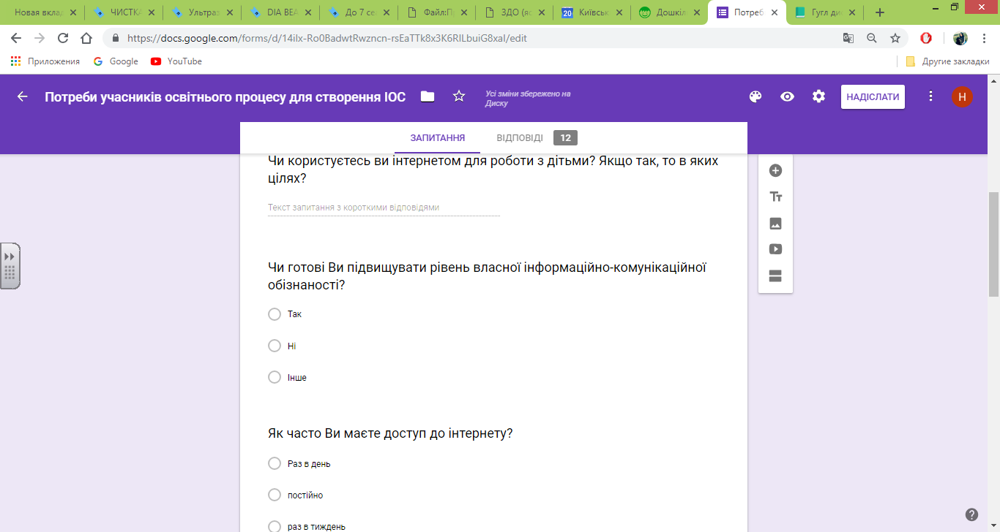 Новая вклад
ЧИСТКА
Ультраз
DIA BEA
До 7 се
Файл:П
ЗДО (яс
20
Київськ
Дошкіл
Потреб
Гугл ди
https://docs.google.com/forms/d/14ilx-Ro0BadwtRwzncn-rsEaTTk8x3K6RILbuiG8xaI/edit
Приложения
Google
YouTube
Другие закладки
Потреби учасників освітнього процесу для створення ІОС
Усі зміни збережено на
Диску
НАДІСЛАТИ
Н
ЗАПИТАННЯ
ВІДПОВІДІ 12
Чи користуєтесь ви інтернетом для роботи з дітьми? Якщо так, то в яких
цілях?
Текст запитання з короткими відповідями
Чи готові Ви підвищувати рівень власної інформаційно-комунікаційної
обізнаності?
Так
Ні
Інше
Як часто Ви маєте доступ до інтернету?
Раз в день
постійно
раз в тиждень